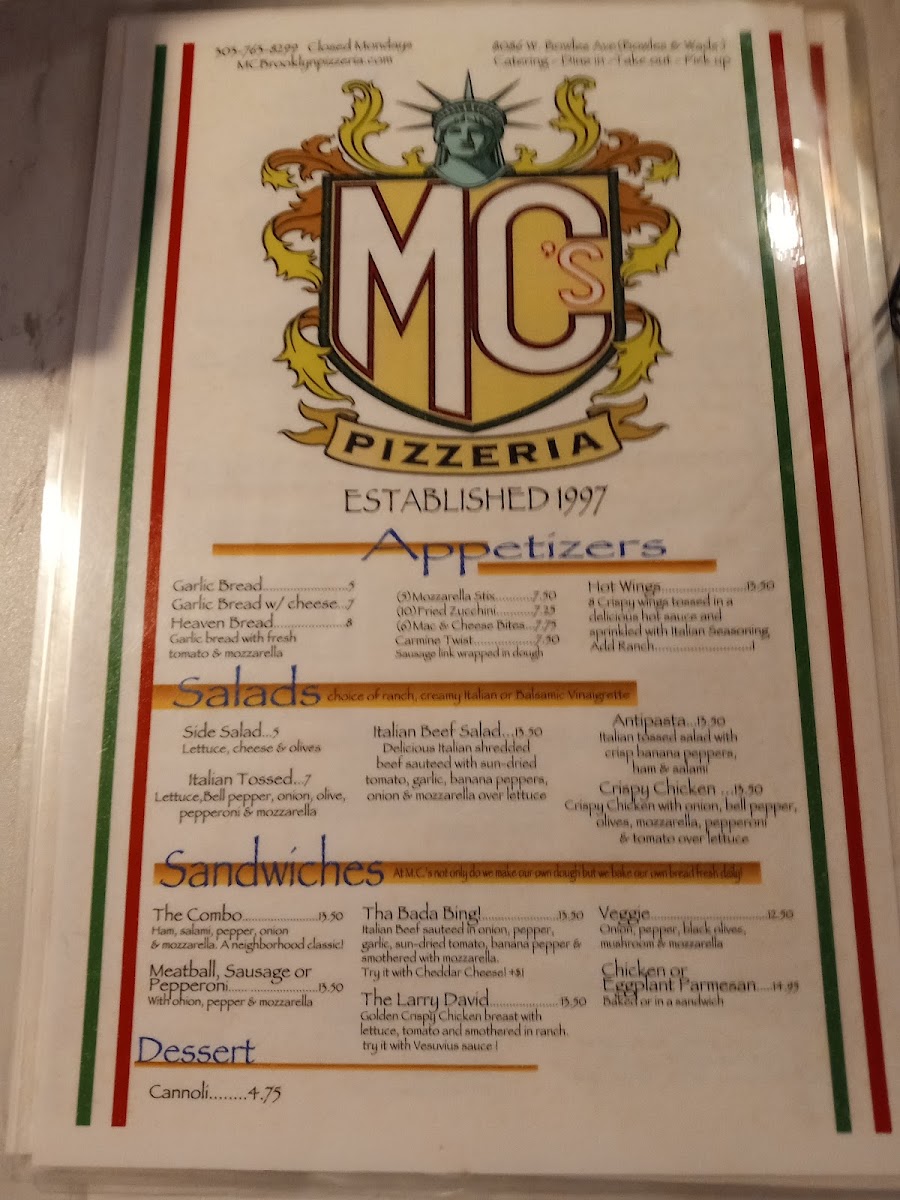 303-763-8299 Closed Mondays
MCBrooklynpizzeria.com
8086 W. Bowles Ave (Bowles & Wads )
Catering - Dine in - Take out - Pick up
MC's
PIZZERIA
ESTABLISHED 1997
Appetizers
Garlic Bread......................5
Garlic Bread w/ cheese...7
Heaven Bread...................8
Garlic bread with fresh
tomato & mozzarella
(5)Mozzarella Stix..........7.50
(10)Fried Zucchini..........7.25
(6)Mac & Cheese Bites...7.75
Carmine Twist.................7.50
Sausage link wrapped in dough
Hot Wings......................13.50
8 Crispy wings tossed in a
delicious hot sauce and
sprinkled with Italian Seasoning
Add Ranch............................1
Salads choice of ranch, creamy Italian or Balsamic Vinaigrette
Side Salad...5
Lettuce, cheese & olives
Italian Tossed...7
Lettuce,Bell pepper, onion, olive,
pepperoni & mozzarella
Italian Beef Salad...13.50
Delicious Italian shredded
beef sauteed with sun-dried
tomato, garlic, banana peppers,
onion & mozzarella over lettuce
Antipasta...13.50
Italian tossed salad with
crisp banana peppers,
ham & salami
Crispy Chicken ...13.50
Crispy Chicken with onion, bell pepper,
olives, mozzarella, pepperoni
& tomato over lettuce
Sandwiches At M.C.'s not only do we make our own dough but we bake our own bread fresh daily!
The Combo...................13.50
Ham, salami, pepper, onion
& mozzarella. A neighborhood classic!
Meatball, Sausage or
Pepperoni...... ......................13.50
With onion, pepper & mozzarella
Tha Bada Bing!...................13.50
Italian Beef sauteed in onion, pepper,
garlic, sun-dried tomato, banana pepper &
smothered with mozzarella.
Try it with Cheddar Cheese! +$1
The Larry David.................13.50
Golden Crispy Chicken breast with
lettuce, tomato and smothered in ranch.
try it with Vesuvius sauce !
Veggie.............................12.50
Onion, pepper, black olives,
mushroom & mozzarella
Chicken or
Eggplant Parmesan....14.99
Baked or in a sandwich
Dessert
Cannoli........4.75